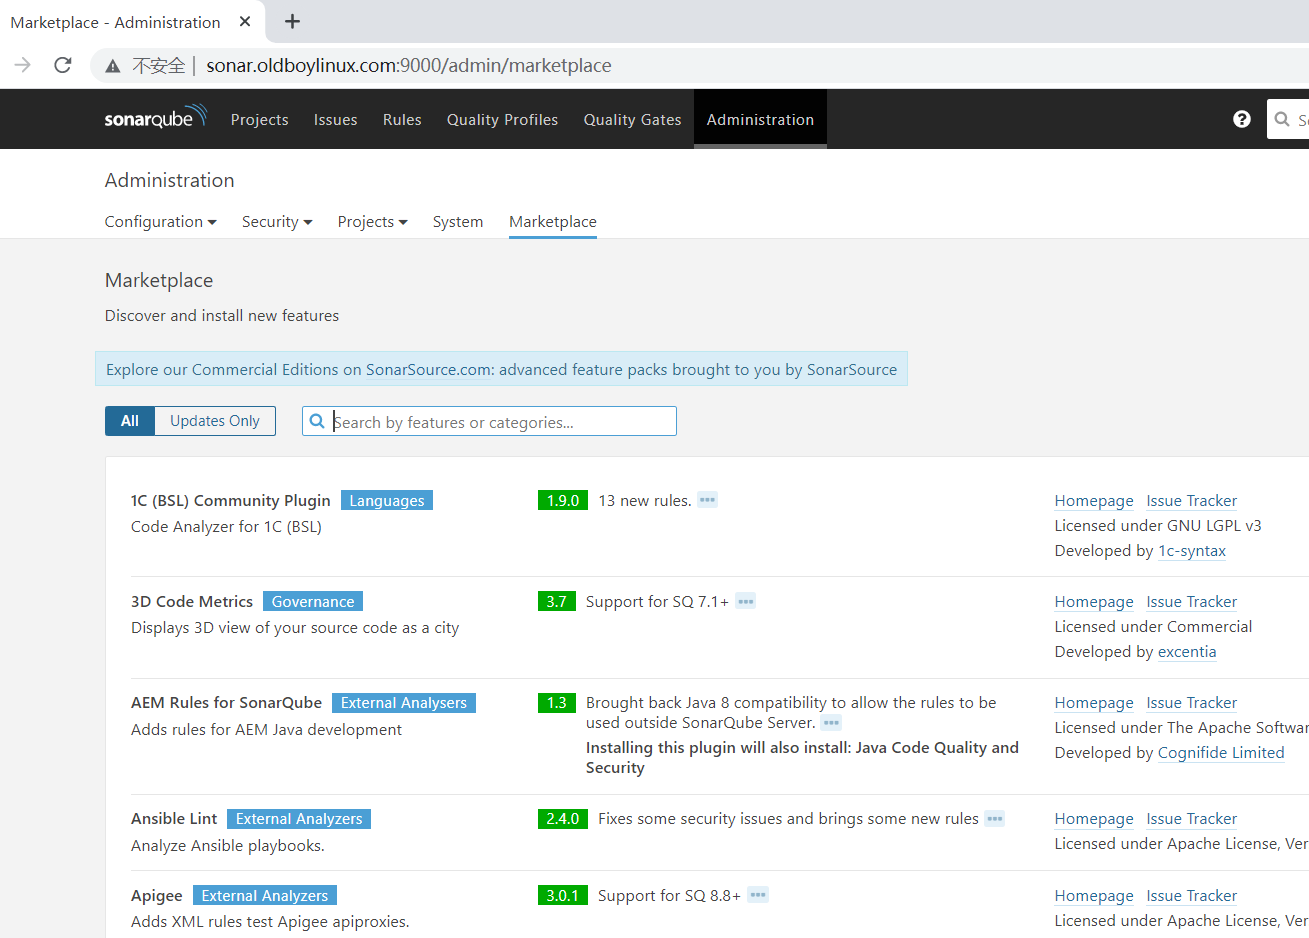 Marketplace - Administration
不安全 sonar.oldboylinux.com:9000/admin/marketplace
sonarqube Projects Issues Rules Quality Profiles Quality Gates Administration
Administration
Configuration Security Projects System Marketplace
Marketplace
Discover and install new features
Explore our Commercial Editions on SonarSource.com: advanced feature packs brought to you by SonarSource
All Updates Only Search by features or categories...
1C (BSL) Community Plugin Languages 1.9.0 13 new rules. Homepage Issue Tracker
Code Analyzer for 1C (BSL) Licensed under GNU LGPL v3
Developed by 1c-syntax
3D Code Metrics Governance 3.7 Support for SQ 7.1+ Homepage Issue Tracker
Displays 3D view of your source code as a city Licensed under Commercial
Developed by excentia
AEM Rules for SonarQube External Analysers 1.3 Brought back Java 8 compatibility to allow the rules to be Homepage Issue Tracker
Adds rules for AEM Java development used outside SonarQube Server. Licensed under The Apache Softwar
Installing this plugin will also install: Java Code Quality and Developed by Cognifide Limited
Security
Ansible Lint External Analyzers 2.4.0 Fixes some security issues and brings some new rules Homepage Issue Tracker
Analyze Ansible playbooks. Licensed under Apache License, Ver
Apigee External Analyzers 3.0.1 Support for SQ 8.8+ Homepage Issue Tracker
Adds XML rules test Apigee apiproxies. Licensed under Apache License, Ver